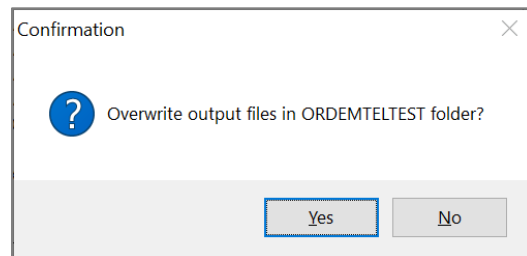 Confirmation
Overwrite output files in ORDEMTELTEST folder?
Yes
No